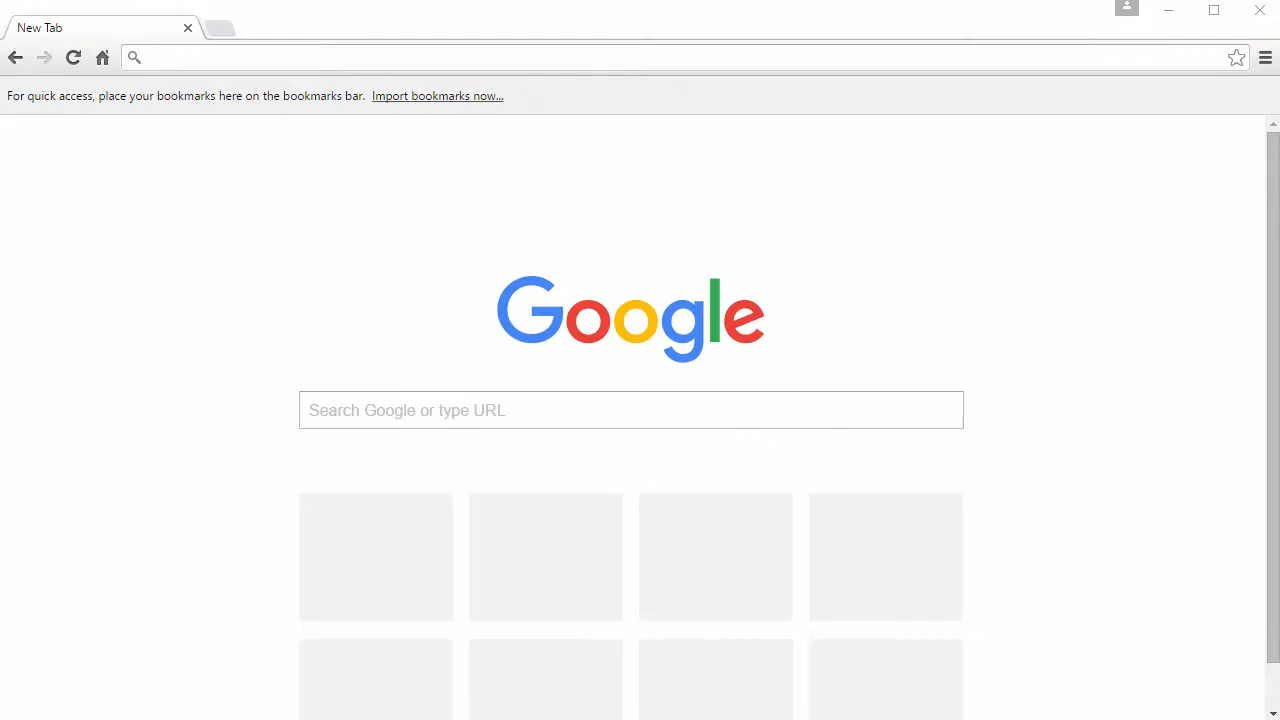 New Tab
For quick access, place your bookmarks here on the bookmarks bar. Import bookmarks now...
Google
Search Google or type URL